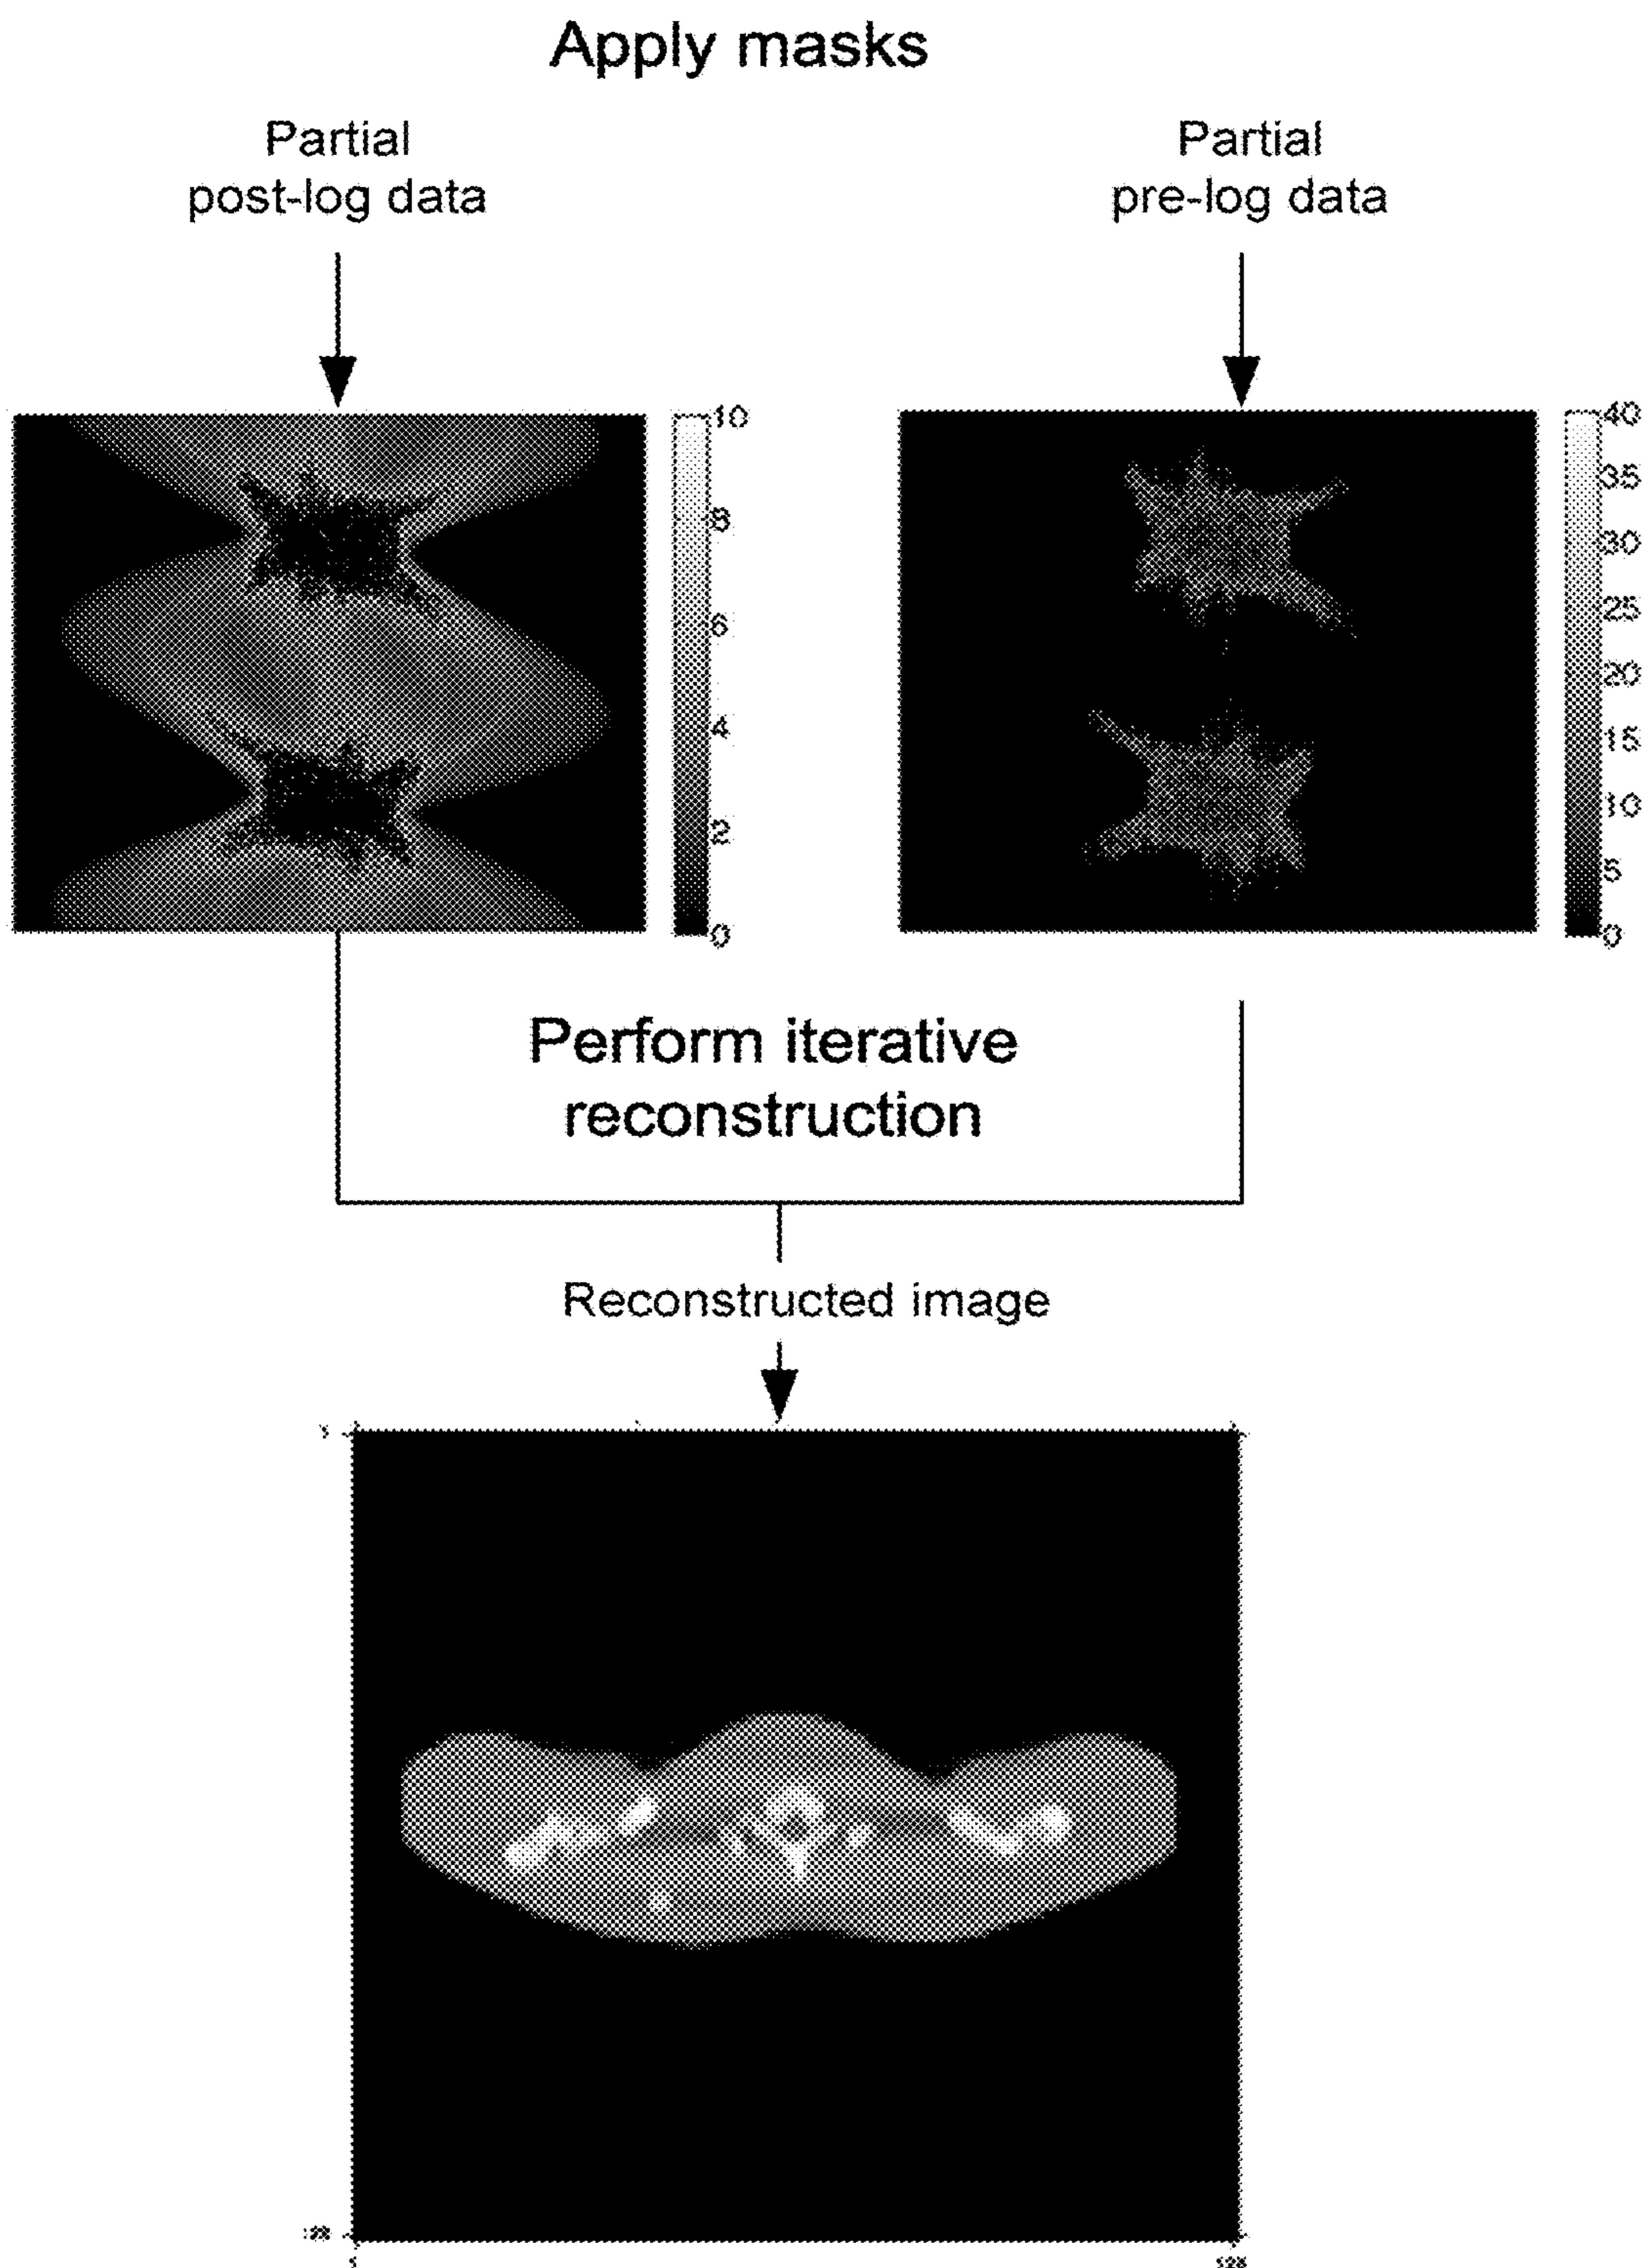 Apply masks
Partial
post-log data
Partial
pre-log data
10
8
6
4
2
0
40
35
30
25
20
15
10
5
0
Perform iterative
reconstruction
Reconstructed image
1